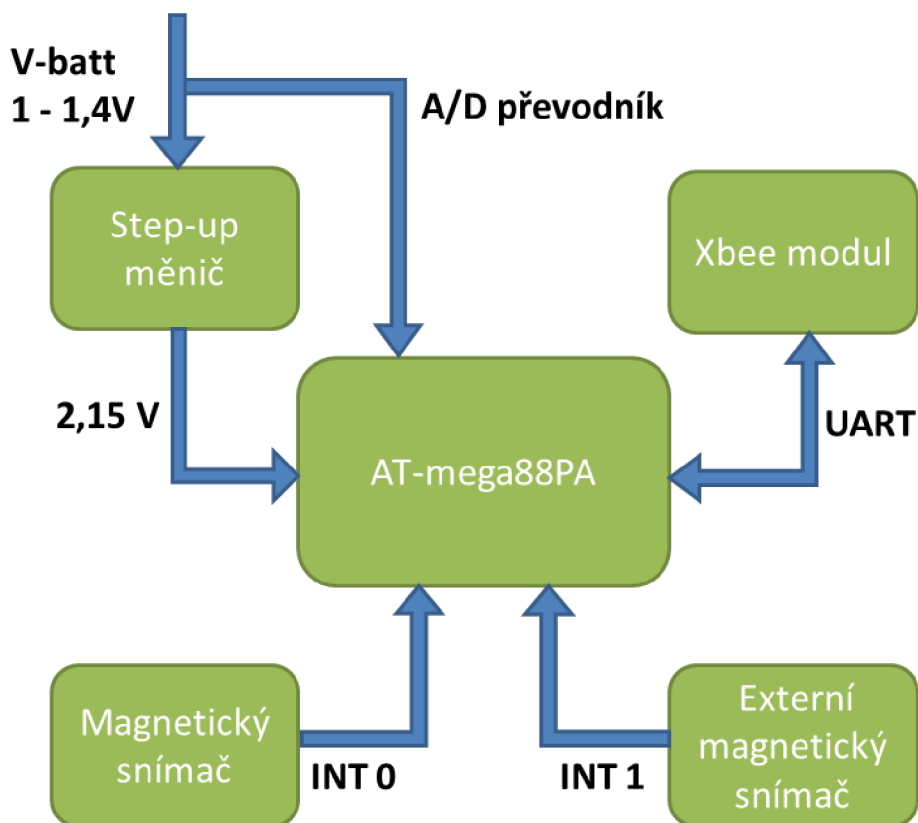 V-batt
1 - 1,4V
A/D převodník
Step-up
měnič
Xbee modul
2,15 V
UART
AT-mega88PA
Magnetický
snímač
INT 0
INT 1
Externí
magnetický
snímač